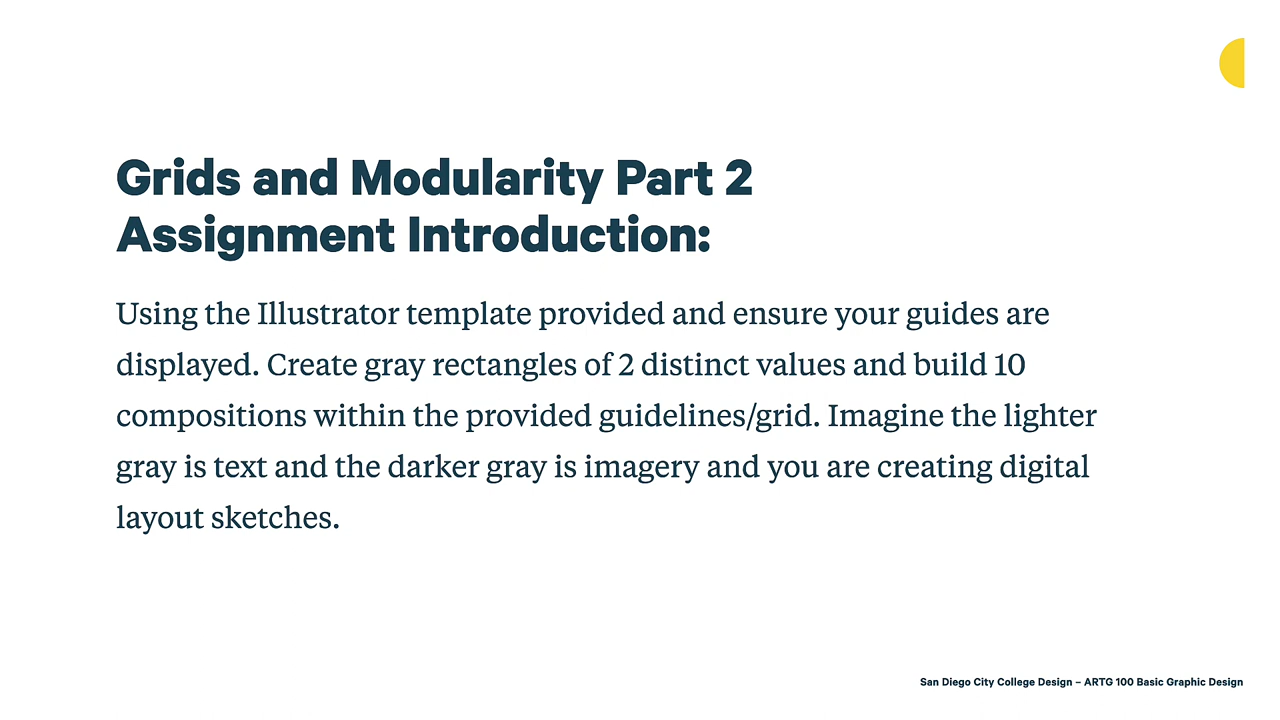 Grids and Modularity Part 2
Assignment Introduction:
Using the Illustrator template provided and ensure your guides are
displayed. Create gray rectangles of 2 distinct values and build 10
compositions within the provided guidelines/grid. Imagine the lighter
gray is text and the darker gray is imagery and you are creating digital
layout sketches.
San Diego City College Design – ARTG 100 Basic Graphic Design